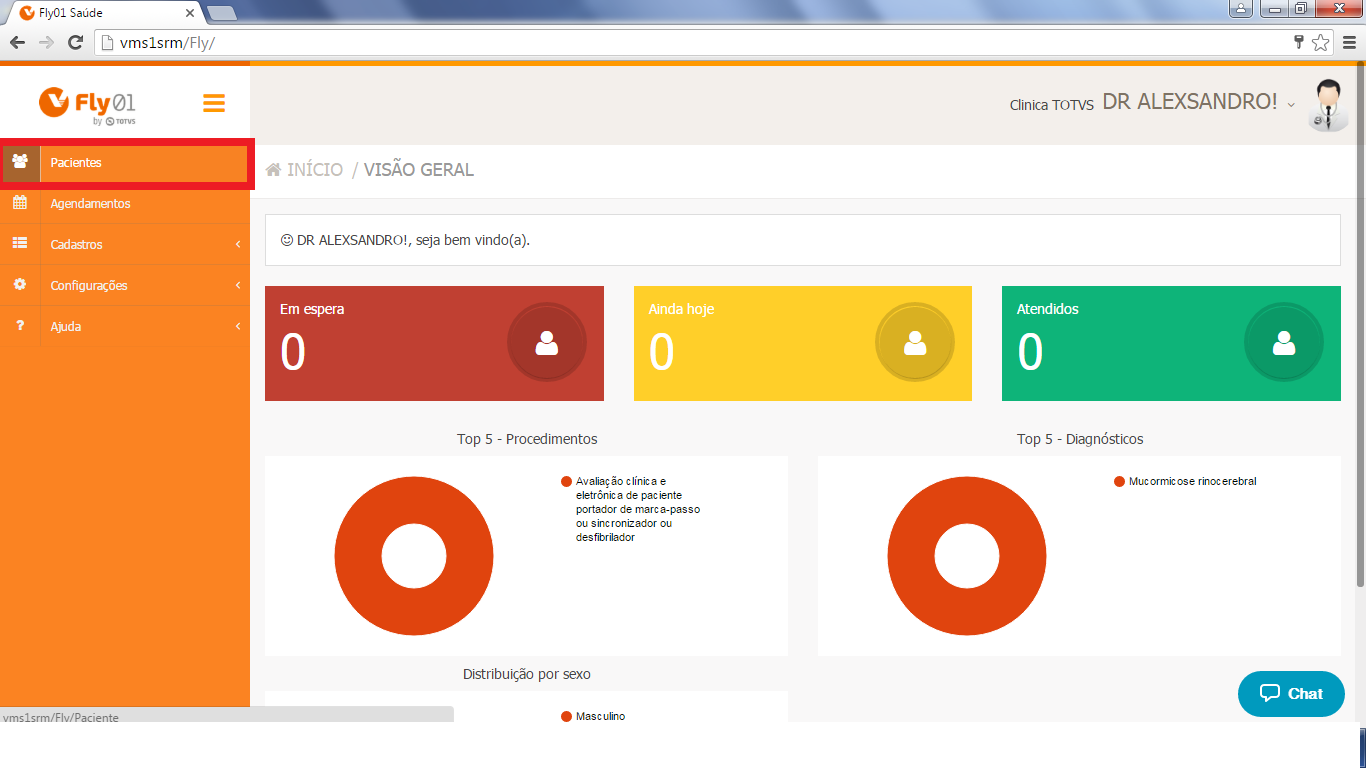 Fly01 Saúde
vms1srm/Fly/
Fly01
by TOTVS
Clinica TOTVS DR ALEXSANDRO!
Pacientes
Agendamentos
Cadastros
Configurações
Ajuda
INÍCIO / VISÃO GERAL
DR ALEXSANDRO!, seja bem vindo(a).
Em espera
0
Ainda hoje
0
Atendidos
0
Top 5 - Procedimentos
Avaliação clínica e
eletrônica de paciente
portador de marca-passo
ou sincronizador ou
desfibrilador
Top 5 - Diagnósticos
Mucormicose rinocerebral
Distribuição por sexo
Masculino
Chat
vms1srm/Fly/Paciente